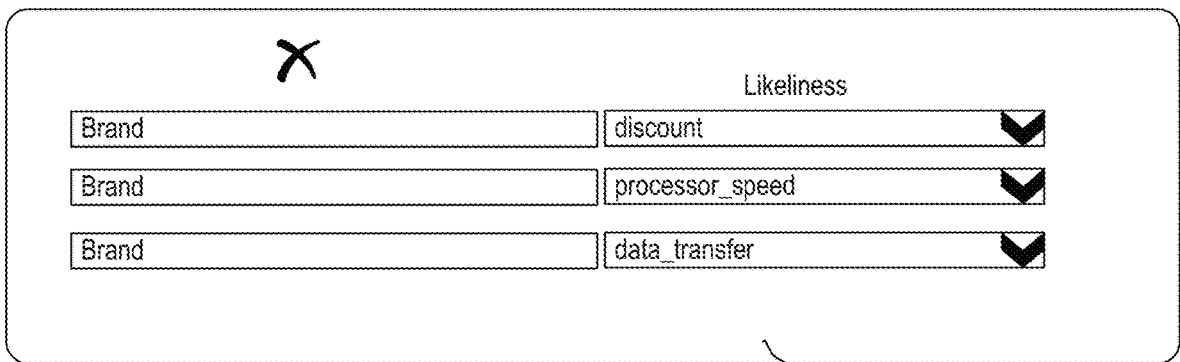 Likeliness
Brand discount
Brand processor_speed
Brand data_transfer